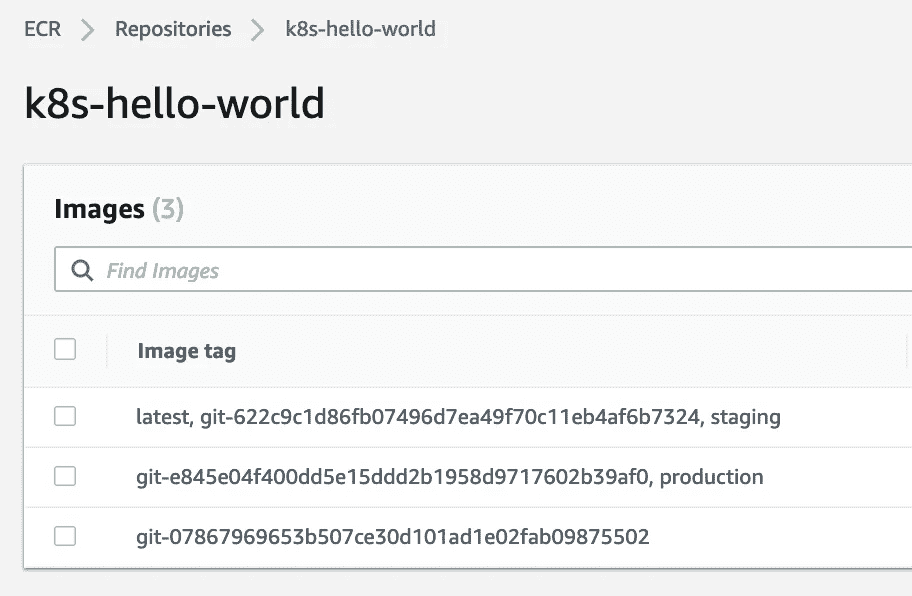 ECR > Repositories > k8s-hello-world
k8s-hello-world
Images (3)
Find Images
Image tag
latest, git-622c9c1d86fb07496d7ea49f70c11eb4af6b7324, staging
git-e845e04f400dd5e15ddd2b1958d9717602b39af0, production
git-07867969653b507ce30d101ad1e02fab09875502